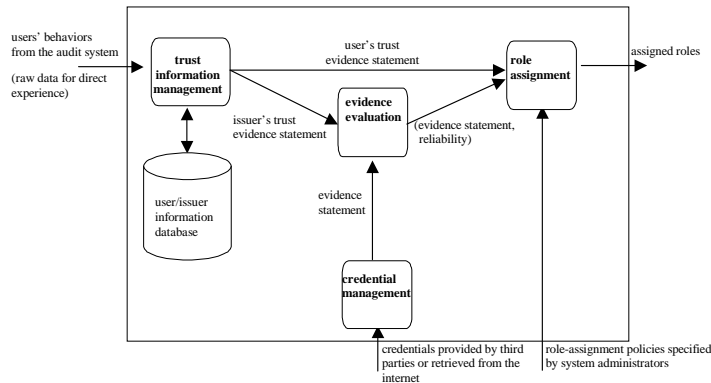 users' behaviors
from the audit system
(raw data for direct
experience)
trust
information
management
user's trust
evidence statement
role
assignment
assigned roles
issuer's trust
evidence statement
evidence
evaluation
(evidence statement,
reliability)
user/issuer
information
database
evidence
statement
credential
management
credentials provided by third
parties or retrieved from the
internet
role-assignment policies specified
by system administrators